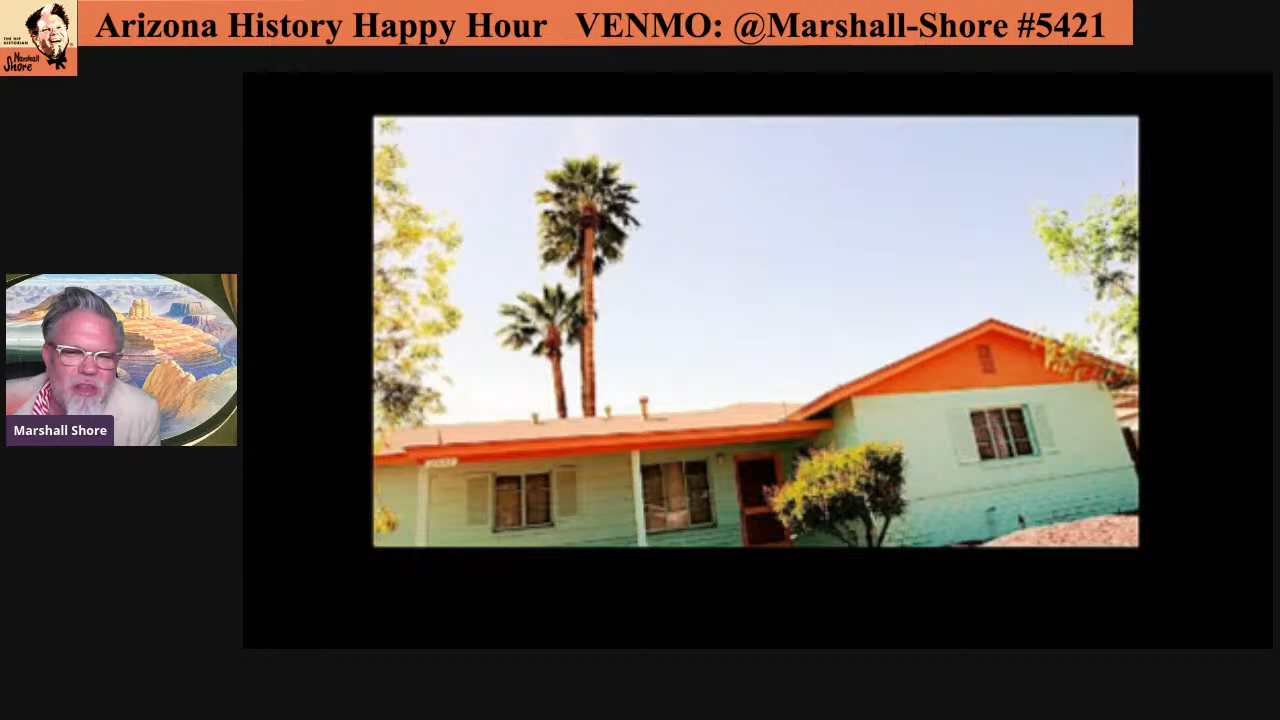 Arizona History Happy Hour VENMO: @Marshall-Shore #5421
THE HIP
HISTORIAN
Marshall
Shore
Marshall Shore